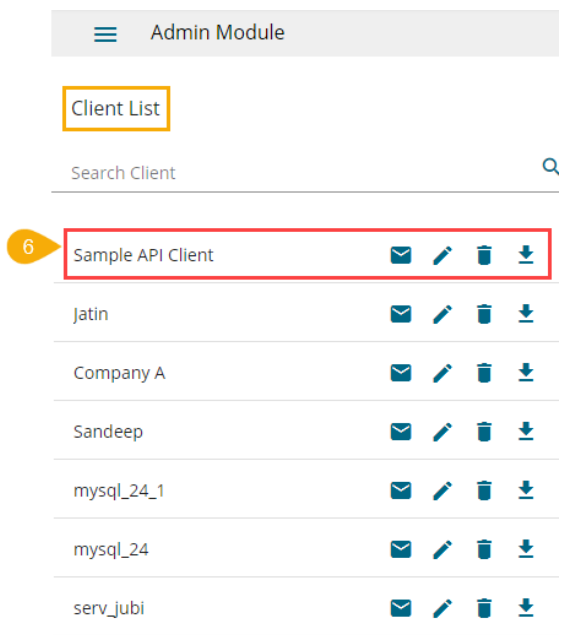 Admin Module
Client List
Search Client
6
Sample API Client
Jatin
Company A
Sandeep
mysql_24_1
mysql_24
serv_jubi